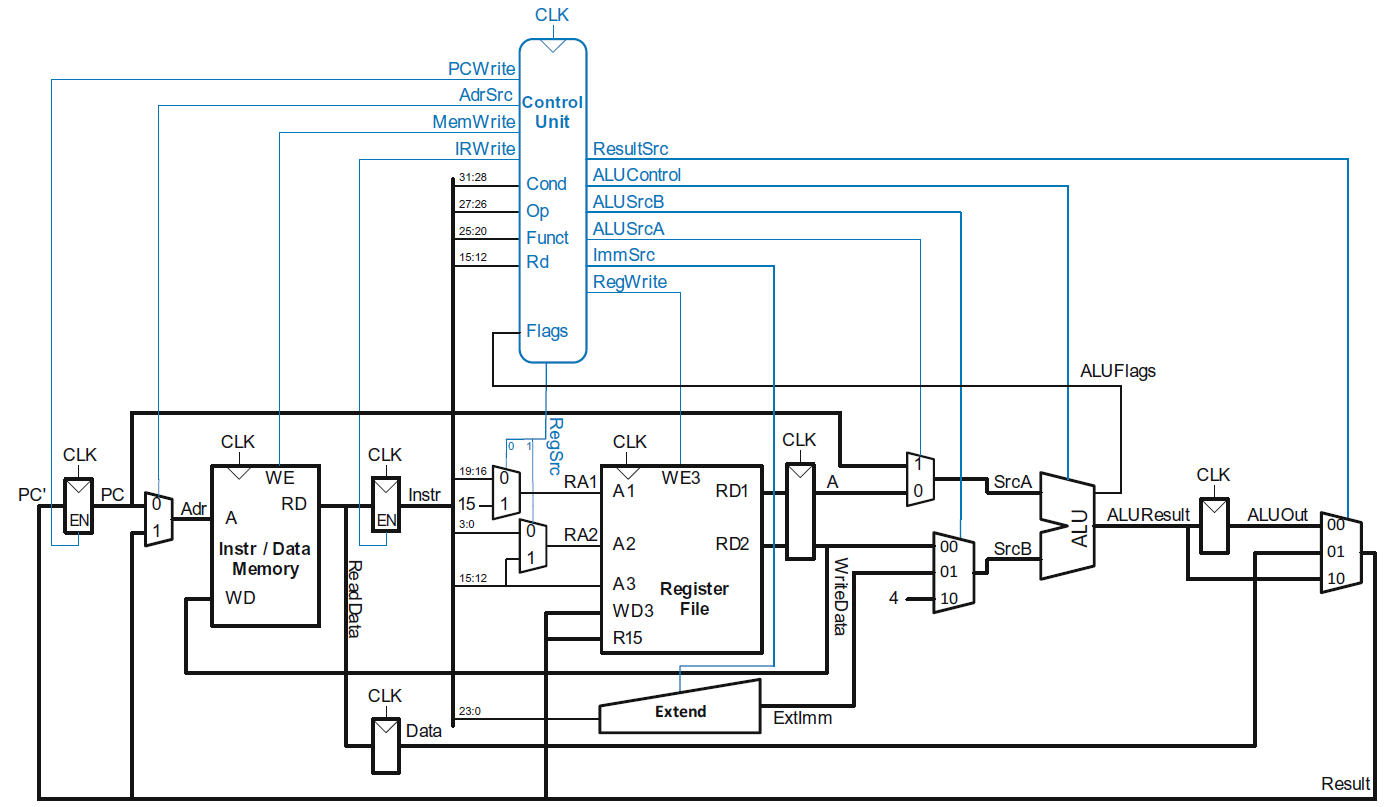 CLK
PCWrite
AdrSrc
MemWrite
IRWrite
Control
Unit
31:28
Cond
27:26
Op
25:20
Funct
15:12
Rd
Flags
ResultSrc
ALUControl
ALUSrcB
ALUSrcA
ImmSrc
RegWrite
ALUFlags
RegSrc
0 1
CLK
PC'
EN
PC
0
1
Adr
CLK
WE
RD
A
Instr / Data
Memory
WD
ReadData
CLK
EN
Instr
19:16
15
0
1
RA1
3:0
0
1
RA2
15:12
CLK
WE3
A1
RD1
A2
RD2
A3
Register
File
WD3
R15
CLK
A
WriteData
1
0
SrcA
00
01
4
10
SrcB
ALU
ALUResult
CLK
ALUOut
00
01
10
23:0
Extend
ExtImm
CLK
Data
Result